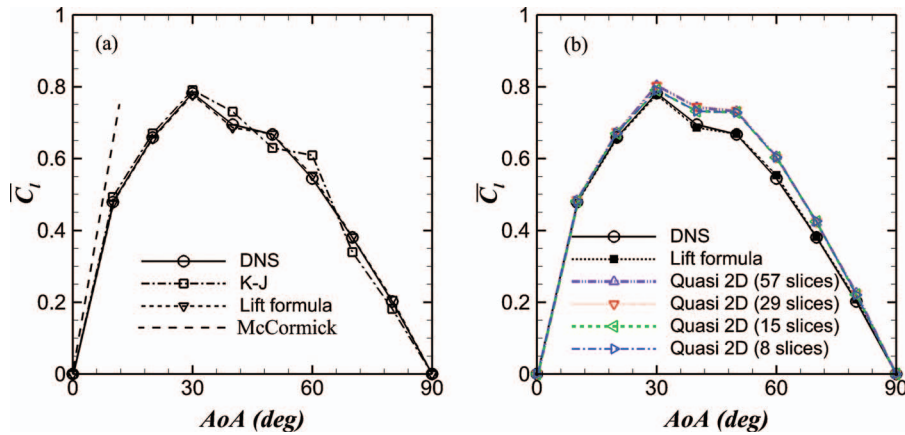 (a)
1
0.8
0.6
0.4
0.2
0
C̅l
DNS
K-J
Lift formula
McCormick
0 30 60 90
AoA (deg)
(b)
1
0.8
0.6
0.4
0.2
0
C̅l
DNS
Lift formula
Quasi 2D (57 slices)
Quasi 2D (29 slices)
Quasi 2D (15 slices)
Quasi 2D (8 slices)
0 30 60 90
AoA (deg)